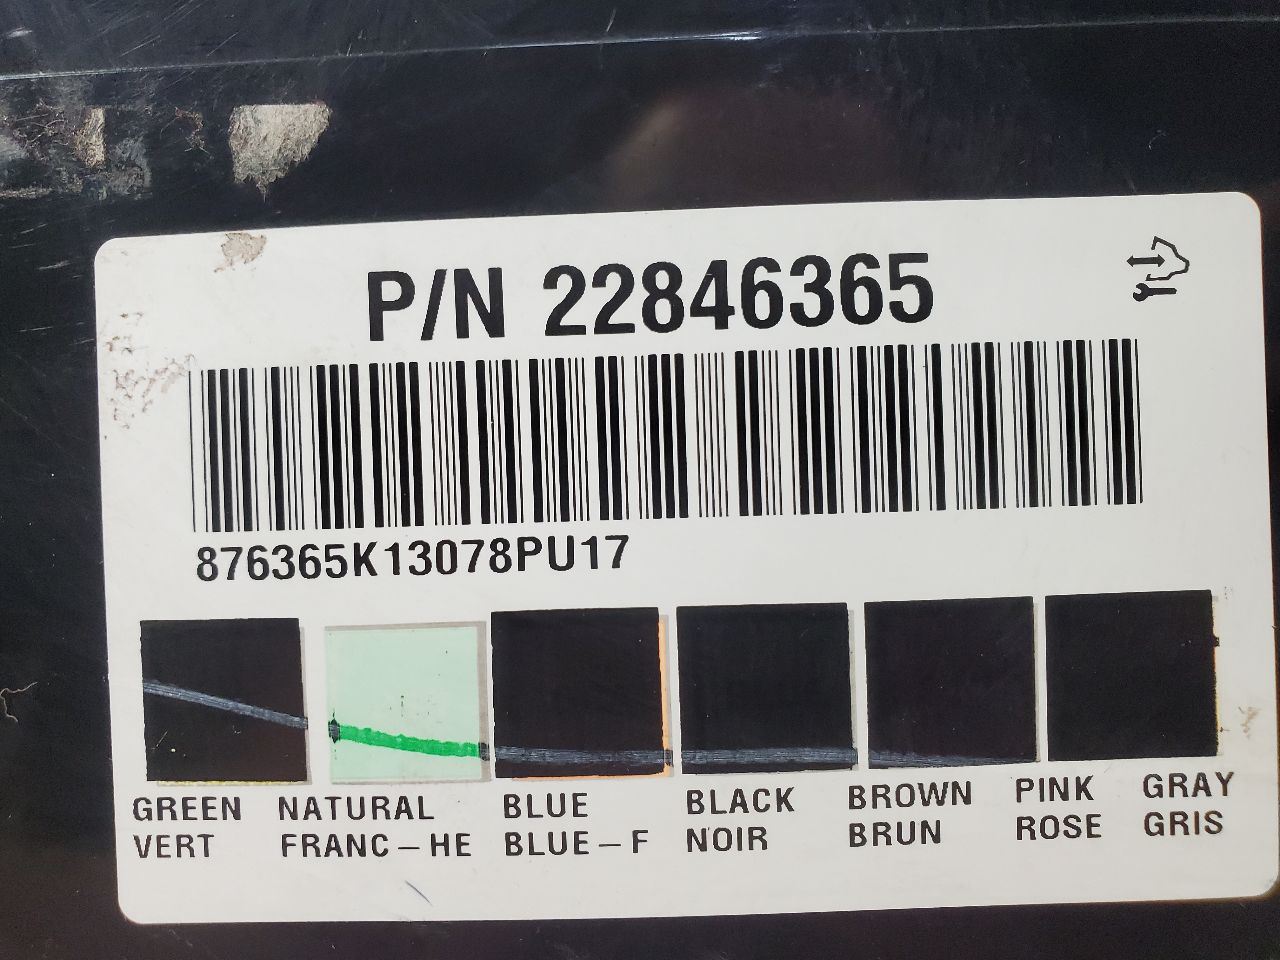 P/N 22846365
876365K13078PU17
GREEN NATURAL BLUE BLACK BROWN PINK GRAY
VERT FRANC-HE BLUE-F NOIR BRUN ROSE GRIS